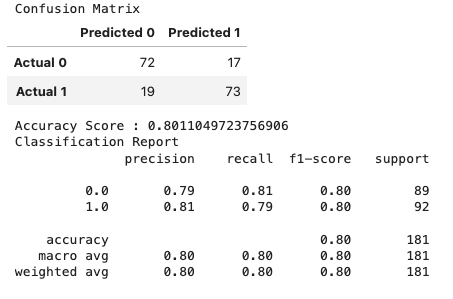 Confusion Matrix
Predicted 0 Predicted 1
Actual 0 72 17
Actual 1 19 73
Accuracy Score : 0.8011049723756906
Classification Report
precision recall f1-score support
0.0 0.79 0.81 0.80 89
1.0 0.81 0.79 0.80 92
accuracy 0.80 181
macro avg 0.80 0.80 0.80 181
weighted avg 0.80 0.80 0.80 181